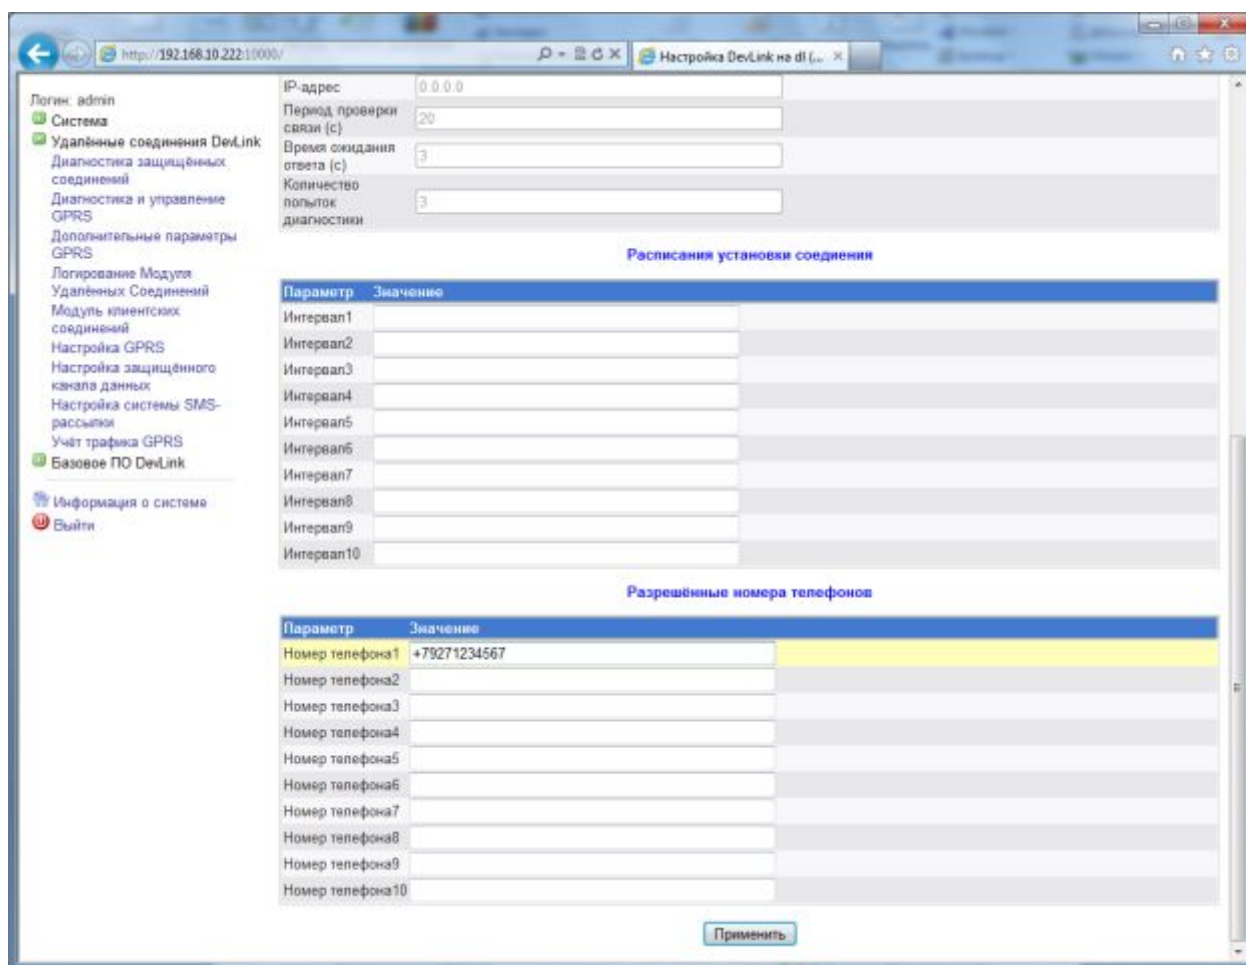 http://192.168.10.222:10000/
Настройка DevLink на dl (...
Логин: admin
Система
Удалённые соединения DevLink
Диагностика защищённых
соединений
Диагностика и управление
GPRS
Дополнительные параметры
GPRS
Логирование Модуля
Удалённых Соединений
Модуль клиентских
соединений
Настройка GPRS
Настройка защищённого
канала данных
Настройка системы SMS-
рассылки
Учёт трафика GPRS
Базовое ПО DevLink
Информация о системе
Выйти
IP-адрес 0.0.0.0
Период проверки
связи (с) 20
Время ожидания
ответа (с) 3
Количество
попыток
диагностики 3
Расписания установки соедиения
Параметр Значение
Интервал1
Интервал2
Интервал3
Интервал4
Интервал5
Интервал6
Интервал7
Интервал8
Интервал9
Интервал10
Разрешённые номера телефонов
Параметр Значение
Номер телефона1 +79271234567
Номер телефона2
Номер телефона3
Номер телефона4
Номер телефона5
Номер телефона6
Номер телефона7
Номер телефона8
Номер телефона9
Номер телефона10
Применить